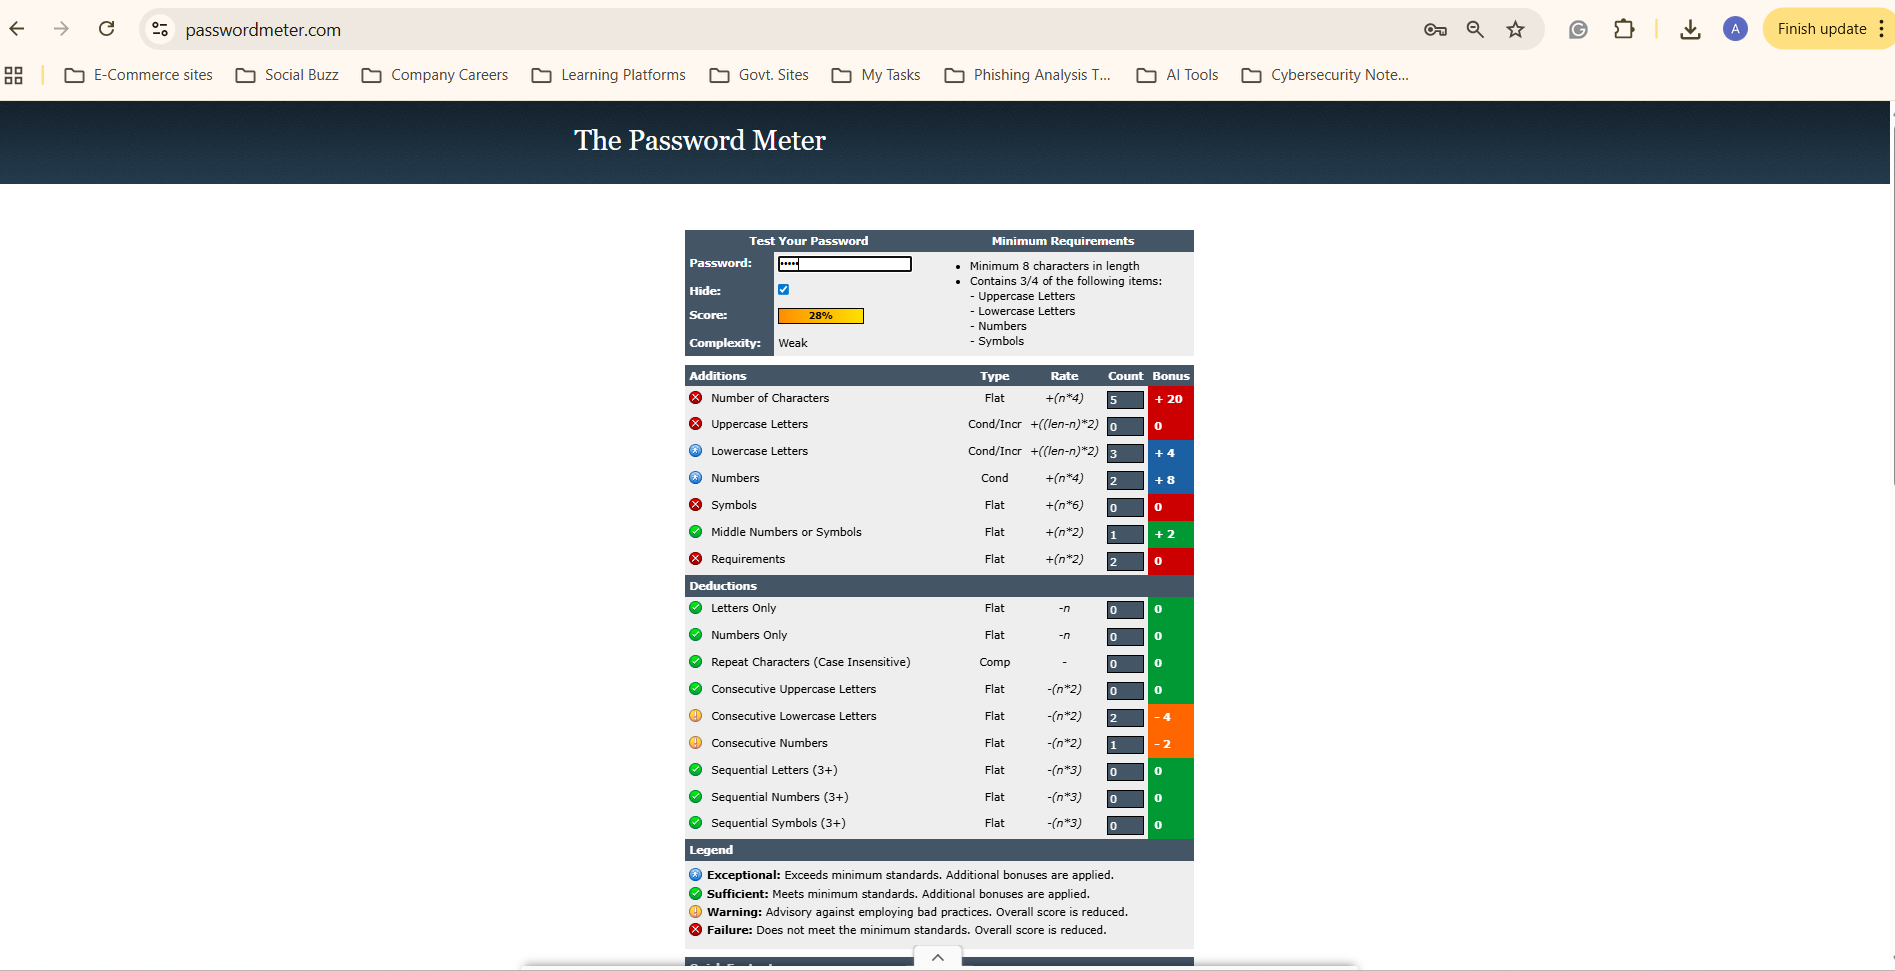 passwordmeter.com
A
Finish update
E-Commerce sites
Social Buzz
Company Careers
Learning Platforms
Govt. Sites
My Tasks
Phishing Analysis T...
AI Tools
Cybersecurity Note...
The Password Meter
Test Your Password
Minimum Requirements
Password: •••••
Hide:
Score: 28%
Complexity: Weak
• Minimum 8 characters in length
• Contains 3/4 of the following items:
- Uppercase Letters
- Lowercase Letters
- Numbers
- Symbols
Additions Type Rate Count Bonus
Number of Characters Flat +(n*4) 5 + 20
Uppercase Letters Cond/Incr +((len-n)*2) 0 0
Lowercase Letters Cond/Incr +((len-n)*2) 3 + 4
Numbers Cond +(n*4) 2 + 8
Symbols Flat +(n*6) 0 0
Middle Numbers or Symbols Flat +(n*2) 1 + 2
Requirements Flat +(n*2) 2 0
Deductions
Letters Only Flat -n 0 0
Numbers Only Flat -n 0 0
Repeat Characters (Case Insensitive) Comp - 0 0
Consecutive Uppercase Letters Flat -(n*2) 0 0
Consecutive Lowercase Letters Flat -(n*2) 2 - 4
Consecutive Numbers Flat -(n*2) 1 - 2
Sequential Letters (3+) Flat -(n*3) 0 0
Sequential Numbers (3+) Flat -(n*3) 0 0
Sequential Symbols (3+) Flat -(n*3) 0 0
Legend
Exceptional: Exceeds minimum standards. Additional bonuses are applied.
Sufficient: Meets minimum standards. Additional bonuses are applied.
Warning: Advisory against employing bad practices. Overall score is reduced.
Failure: Does not meet the minimum standards. Overall score is reduced.